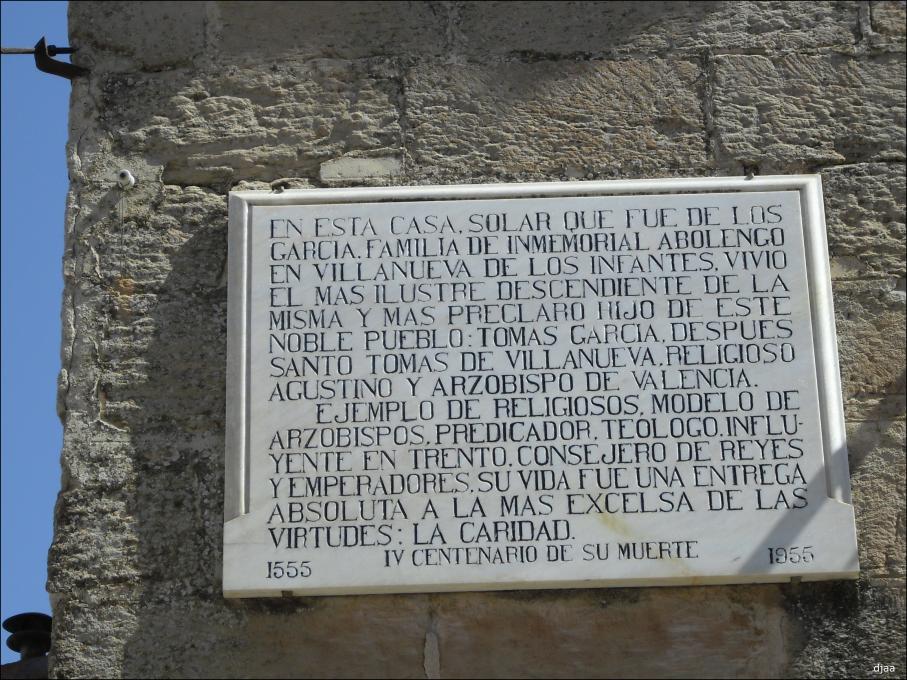 EN ESTA CASA, SOLAR QUE FUE DE LOS
GARCIA, FAMILIA DE INMEMORIAL ABOLENGO
EN VILLANUEVA DE LOS INFANTES, VIVIO
EL MAS ILUSTRE DESCENDIENTE DE LA
MISMA Y MAS PRECLARO HIJO DE ESTE
NOBLE PUEBLO: TOMAS GARCIA, DESPUES
SANTO TOMAS DE VILLANUEVA, RELIGIOSO
AGUSTINO Y ARZOBISPO DE VALENCIA.
EJEMPLO DE RELIGIOSOS, MODELO DE
ARZOBISPOS, PREDICADOR, TEOLOGO, INFLU-
YENTE EN TRENTO, CONSEJERO DE REYES
Y EMPERADORES, SU VIDA FUE UNA ENTREGA
ABSOLUTA A LA MAS EXCELSA DE LAS
VIRTUDES: LA CARIDAD.
1555 IV CENTENARIO DE SU MUERTE 1955
djaa